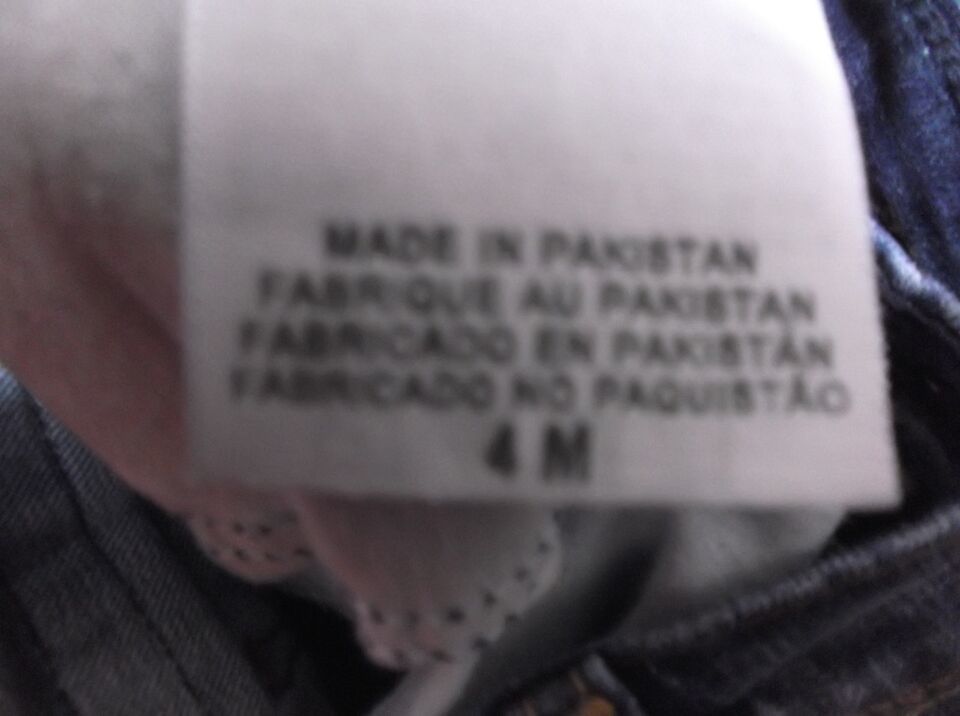 MADE IN PAKISTAN
FABRIQUE AU PAKISTAN
FABRICADO EN PAKISTÁN
FABRICADO NO PAQUISTÃO
4 M